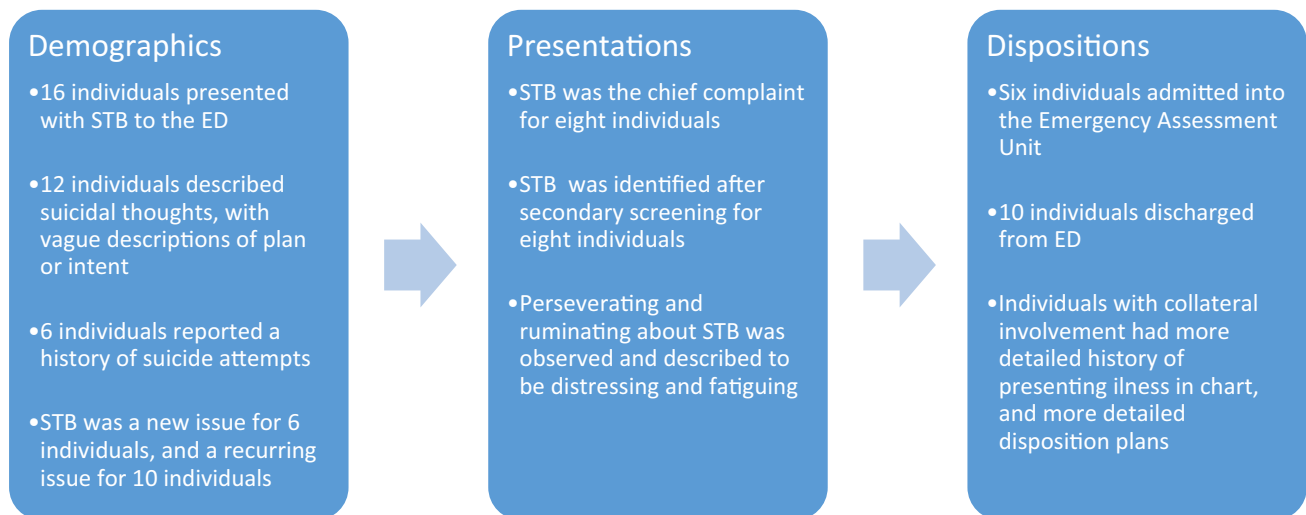 Demographics
•16 individuals presented
with STB to the ED
•12 individuals described
suicidal thoughts, with
vague descriptions of plan
or intent
•6 individuals reported a
history of suicide attempts
•STB was a new issue for 6
individuals, and a recurring
issue for 10 individuals
Presentations
•STB was the chief complaint
for eight individuals
•STB was identified after
secondary screening for
eight individuals
•Perseverating and
ruminating about STB was
observed and described to
be distressing and fatiguing
Dispositions
•Six individuals admitted into
the Emergency Assessment
Unit
•10 individuals discharged
from ED
•Individuals with collateral
involvement had more
detailed history of
presenting ilness in chart,
and more detailed
disposition plans